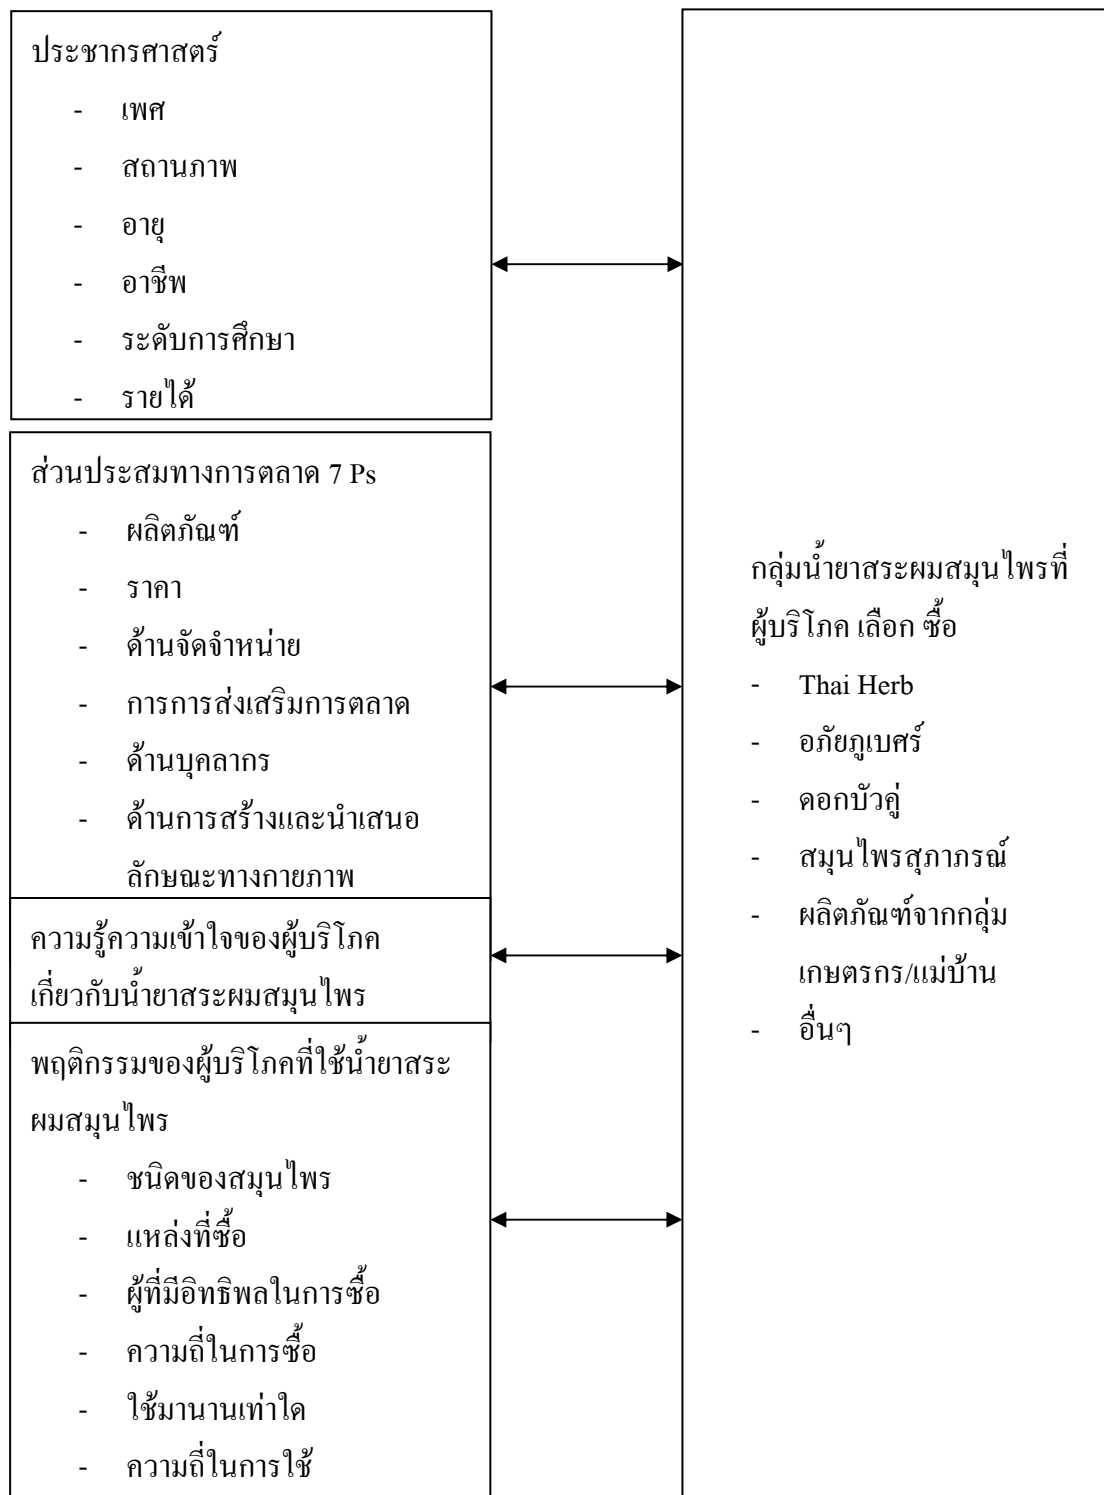 ประชากรศาสตร์
- เพศ
- สถานภาพ
- อายุ
- อาชีพ
- ระดับการศึกษา
- รายได้
ส่วนประสมทางการตลาด 7 Ps
- ผลิตภัณฑ์
- ราคา
- ด้านจัดจำหน่าย
- การการส่งเสริมการตลาด
- ด้านบุคลากร
- ด้านการสร้างและนำเสนอ
ลักษณะทางกายภาพ
ความรู้ความเข้าใจของผู้บริโภค
เกี่ยวกับน้ำยาสระผมสมุนไพร
พฤติกรรมของผู้บริโภคที่ใช้น้ำยาสระ
ผมสมุนไพร
- ชนิดของสมุนไพร
- แหล่งที่ซื้อ
- ผู้ที่มีอิทธิพลในการซื้อ
- ความถี่ในการซื้อ
- ใช้มานานเท่าใด
- ความถี่ในการใช้
กลุ่มน้ำยาสระผมสมุนไพรที่
ผู้บริโภค เลือก ซื้อ
- Thai Herb
- อภัยภูเบศร์
- ดอกบัวคู่
- สมุนไพรสุภาภรณ์
- ผลิตภัณฑ์จากกลุ่ม
เกษตรกร/แม่บ้าน
- อื่นๆ